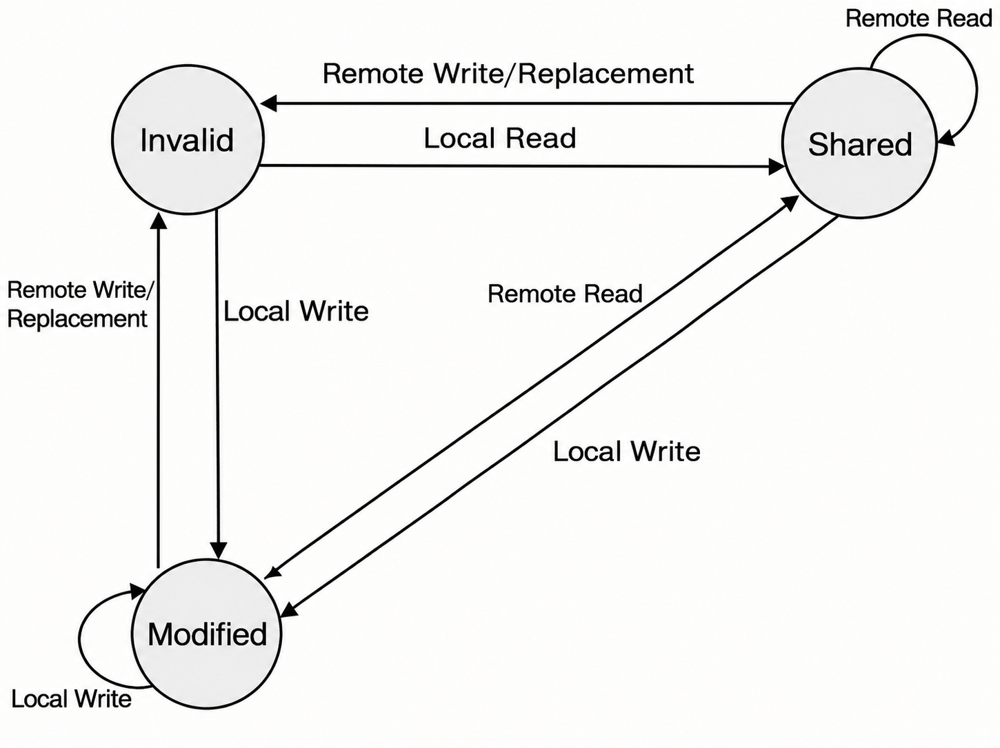 Remote Read
Remote Write/Replacement
Invalid
Local Read
Shared
Remote Write/
Replacement
Local Write
Remote Read
Local Write
Modified
Local Write